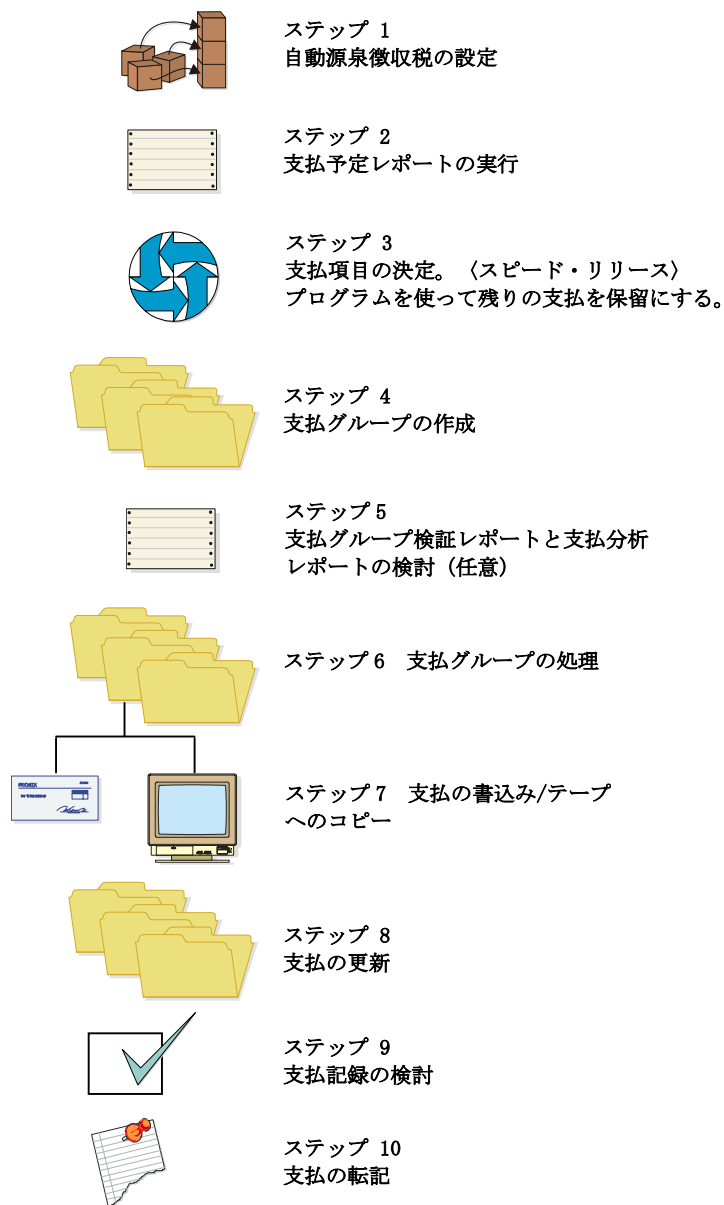 ステップ 1
自動源泉徴収税の設定
ステップ 2
支払予定レポートの実行
ステップ 3
支払項目の決定。〈スピード・リリース〉
プログラムを使って残りの支払を保留にする。
ステップ 4
支払グループの作成
ステップ5
支払グループ検証レポートと支払分析
レポートの検討（任意）
ステップ6　支払グループの処理
ステップ7　支払の書込み/テープ
へのコピー
ステップ 8
支払の更新
ステップ 9
支払記録の検討
ステップ 10
支払の転記